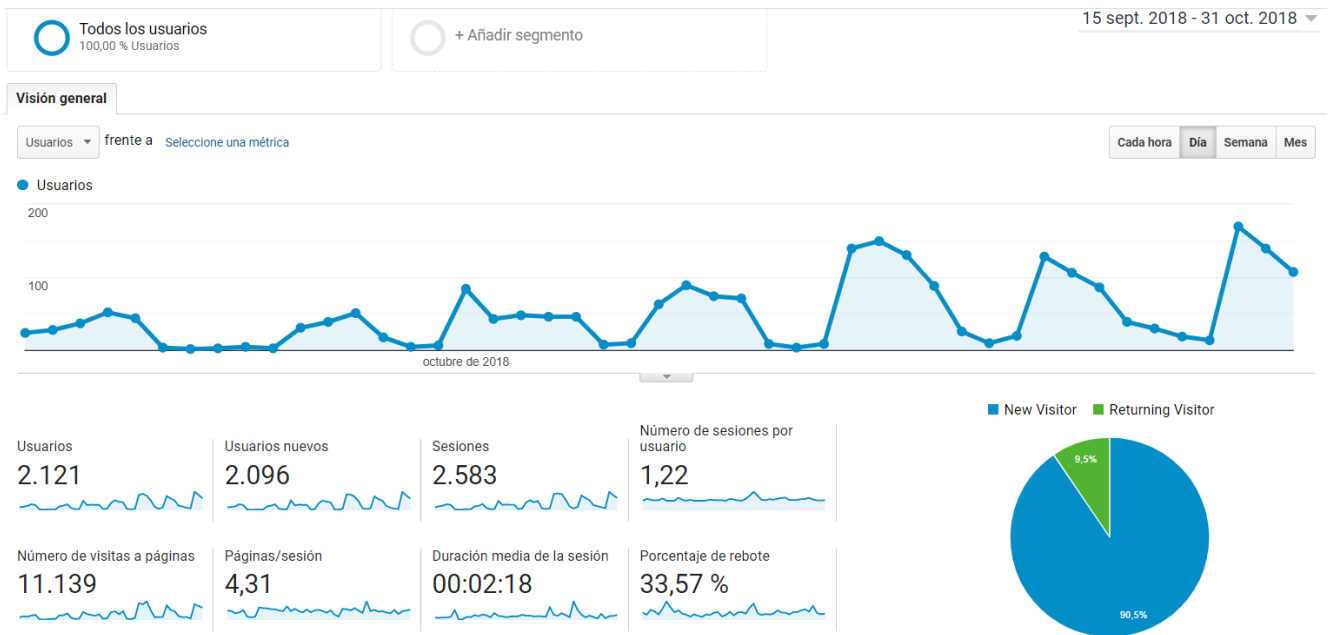 Todos los usuarios
100,00 % Usuarios
+ Añadir segmento
15 sept. 2018 - 31 oct. 2018
Visión general
Usuarios frente a Seleccione una métrica
Cada hora Día Semana Mes
Usuarios
200
100
octubre de 2018
New Visitor Returning Visitor
9,5%
90,5%
Usuarios
2.121
Usuarios nuevos
2.096
Sesiones
2.583
Número de sesiones por
usuario
1,22
Número de visitas a páginas
11.139
Páginas/sesión
4,31
Duración media de la sesión
00:02:18
Porcentaje de rebote
33,57 %